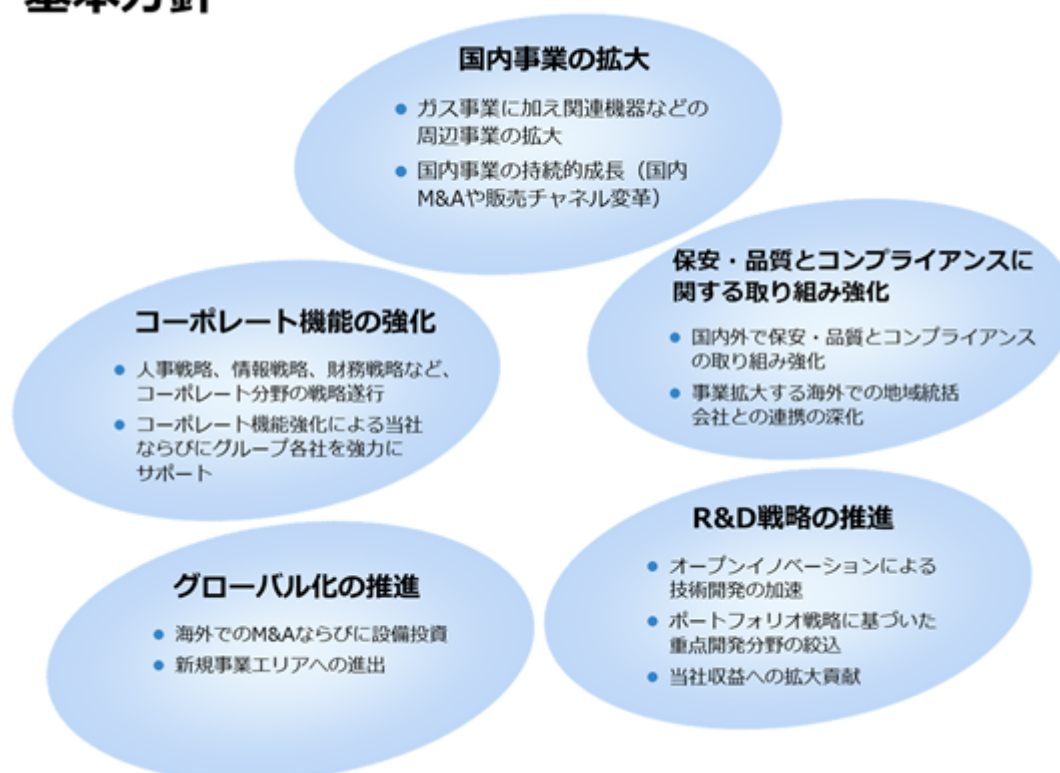 基本方針
国内事業の拡大
● ガス事業に加え関連機器などの
周辺事業の拡大
● 国内事業の持続的成長（国内
M&Aや販売チャネル変革）
保安・品質とコンプライアンスに
関する取り組み強化
● 国内外で保安・品質とコンプライアンス
の取り組み強化
● 事業拡大する海外での地域統括
会社との連携の深化
コーポレート機能の強化
● 人事戦略、情報戦略、財務戦略など、
コーポレート分野の戦略遂行
● コーポレート機能強化による当社
ならびにグループ各社を強力に
サポート
R&D戦略の推進
● オープンイノベーションによる
技術開発の加速
● ポートフォリオ戦略に基づいた
重点開発分野の絞込
● 当社収益への拡大貢献
グローバル化の推進
● 海外でのM&Aならびに設備投資
● 新規事業エリアへの進出